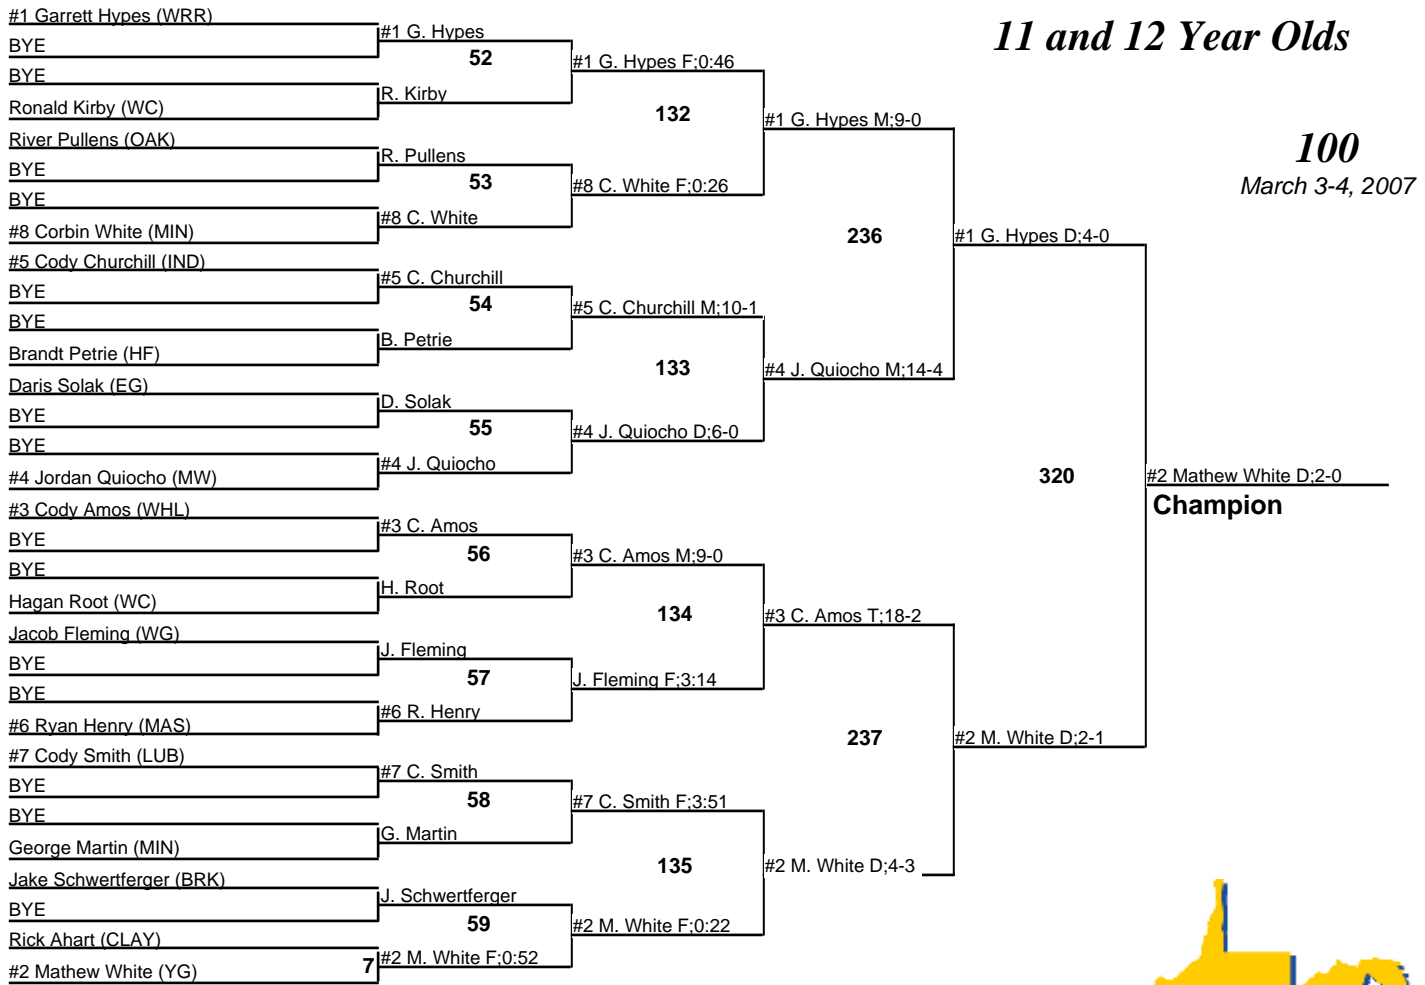 11 and 12 Year Olds
100
March 3-4, 2007
#1 Garrett Hypes (WRR)
BYE
BYE
Ronald Kirby (WC)
River Pullens (OAK)
BYE
BYE
#8 Corbin White (MIN)
#5 Cody Churchill (IND)
BYE
BYE
Brandt Petrie (HF)
Daris Solak (EG)
BYE
BYE
#4 Jordan Quiocho (MW)
#3 Cody Amos (WHL)
BYE
BYE
Hagan Root (WC)
Jacob Fleming (WG)
BYE
BYE
#6 Ryan Henry (MAS)
#7 Cody Smith (LUB)
BYE
BYE
George Martin (MIN)
Jake Schwertferger (BRK)
BYE
Rick Ahart (CLAY)
#2 Mathew White (YG)
7
#1 G. Hypes
52
R. Kirby
R. Pullens
53
#8 C. White
#5 C. Churchill
54
B. Petrie
D. Solak
55
#4 J. Quiocho
#3 C. Amos
56
H. Root
J. Fleming
57
#6 R. Henry
#7 C. Smith
58
G. Martin
J. Schwertferger
59
#2 M. White F;0:52
#1 G. Hypes F;0:46
132
#8 C. White F;0:26
#5 C. Churchill M;10-1
133
#4 J. Quiocho D;6-0
#3 C. Amos M;9-0
134
J. Fleming F;3:14
#7 C. Smith F;3:51
135
#2 M. White F;0:22
#1 G. Hypes M;9-0
236
#4 J. Quiocho M;14-4
#3 C. Amos T;18-2
237
#2 M. White D;4-3
#1 G. Hypes D;4-0
320
#2 M. White D;2-1
#2 Mathew White D;2-0
Champion